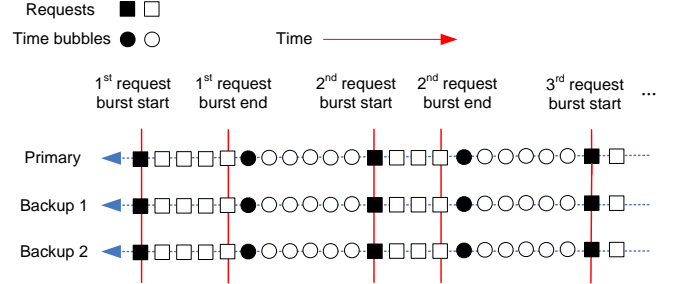 Requests
Time bubbles
Time
1st request
burst start
1st request
burst end
2nd request
burst start
2nd request
burst end
3rd request
burst start
...
Primary
Backup 1
Backup 2